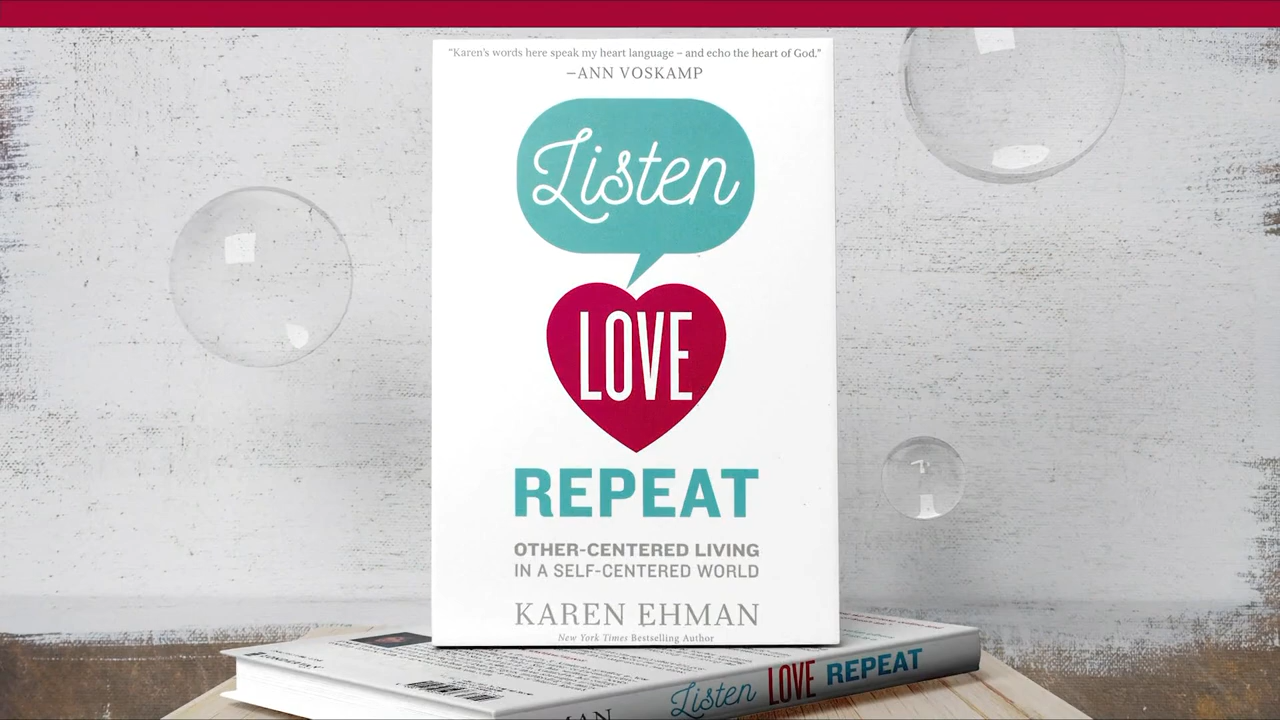 “Karen’s words here speak my heart language – and echo the heart of God.”
–ANN VOSKAMP
Listen
LOVE
REPEAT
OTHER-CENTERED LIVING
IN A SELF-CENTERED WORLD
KAREN EHMAN
New York Times Bestselling Author
Listen LOVE REPEAT